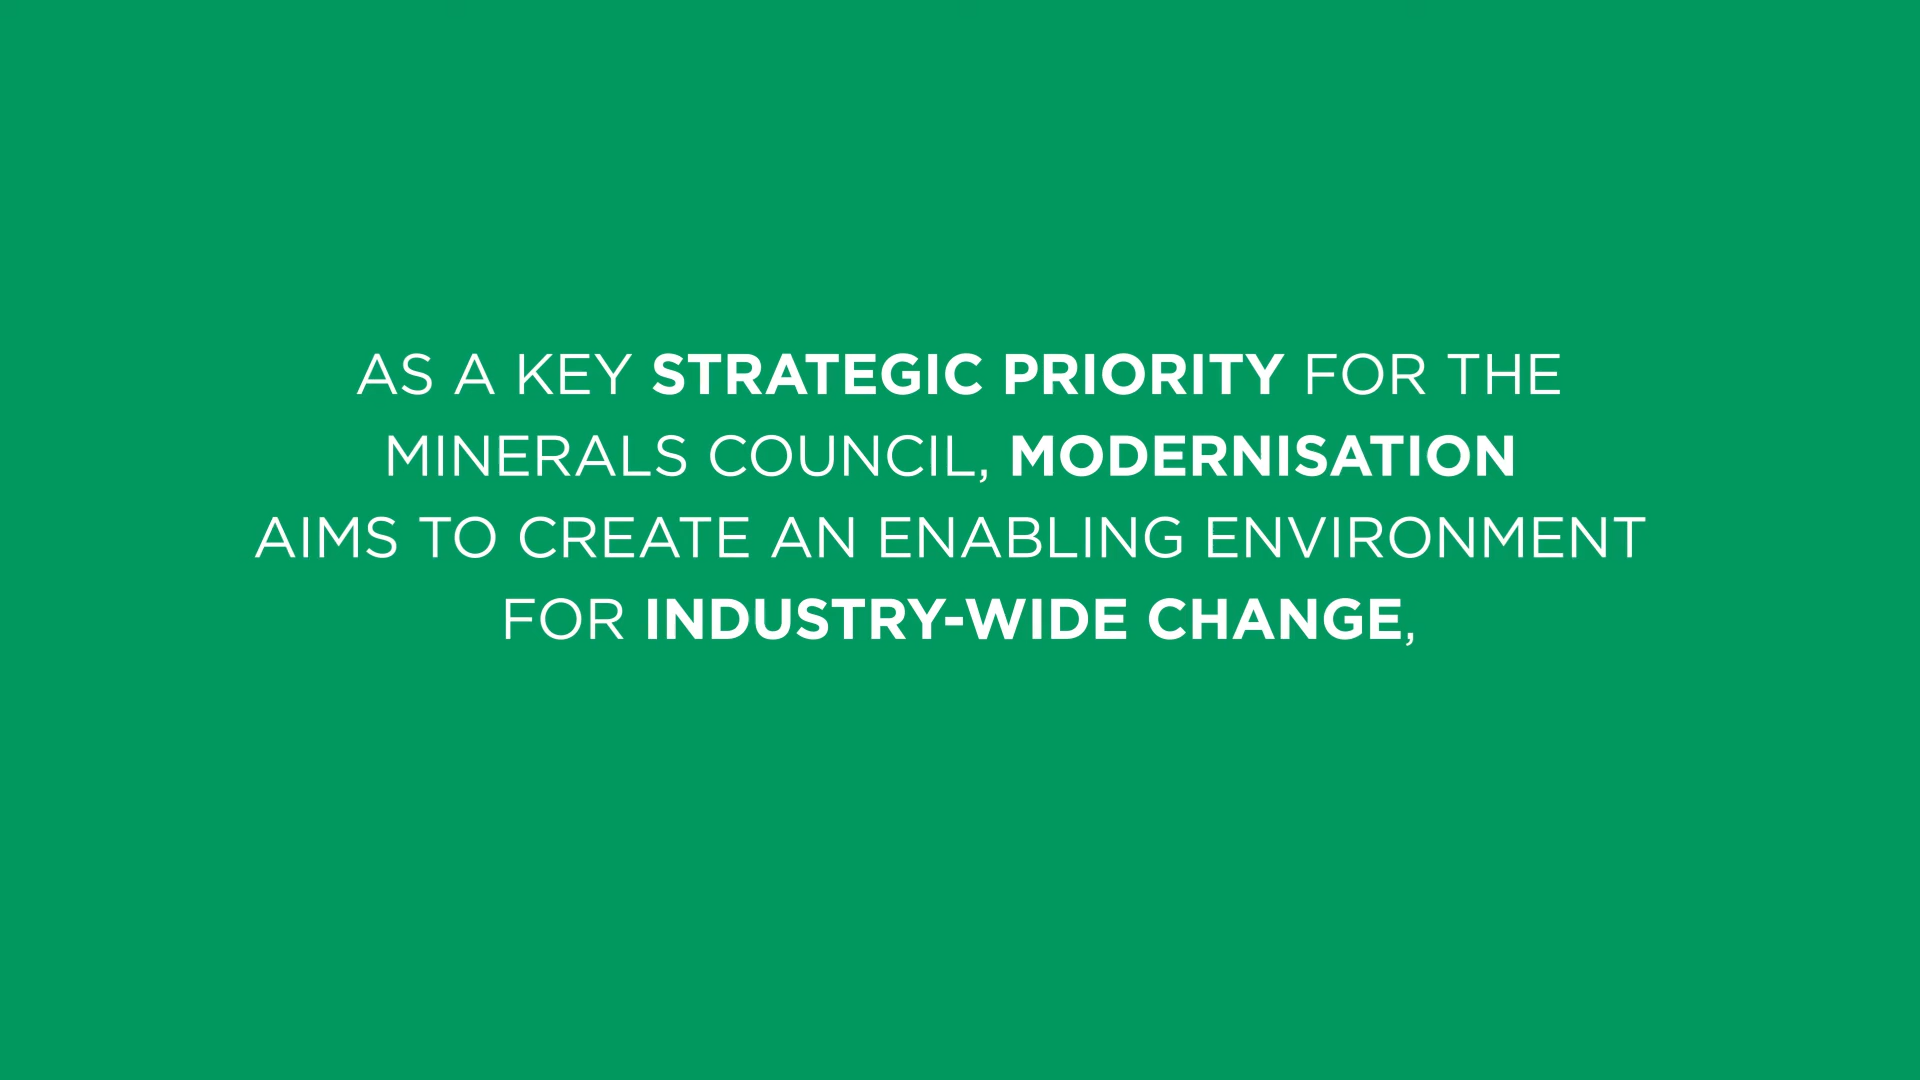 AS A KEY STRATEGIC PRIORITY FOR THE
MINERALS COUNCIL, MODERNISATION
AIMS TO CREATE AN ENABLING ENVIRONMENT
FOR INDUSTRY-WIDE CHANGE,